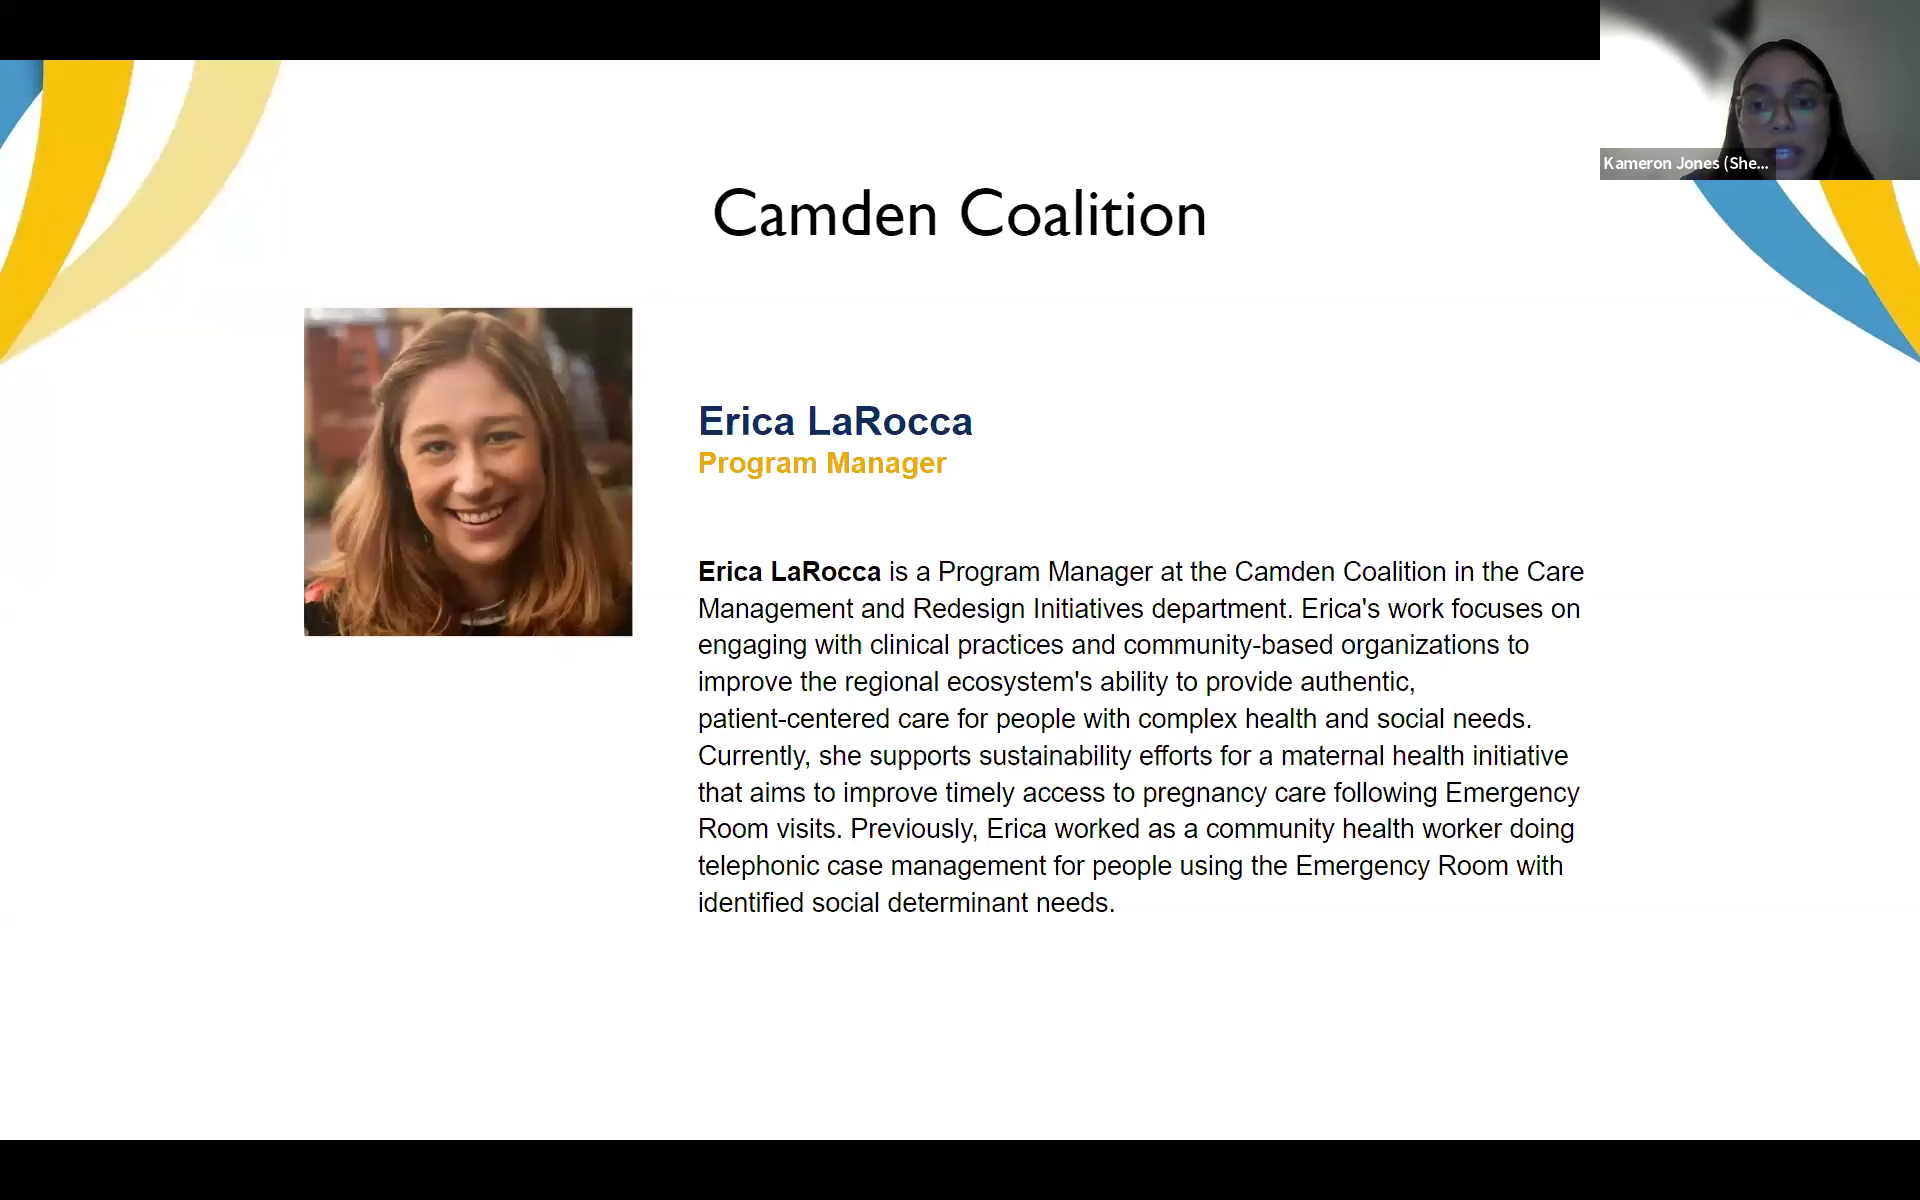 Kameron Jones (She...
Camden Coalition
Erica LaRocca
Program Manager
Erica LaRocca is a Program Manager at the Camden Coalition in the Care
Management and Redesign Initiatives department. Erica's work focuses on
engaging with clinical practices and community-based organizations to
improve the regional ecosystem's ability to provide authentic,
patient-centered care for people with complex health and social needs.
Currently, she supports sustainability efforts for a maternal health initiative
that aims to improve timely access to pregnancy care following Emergency
Room visits. Previously, Erica worked as a community health worker doing
telephonic case management for people using the Emergency Room with
identified social determinant needs.